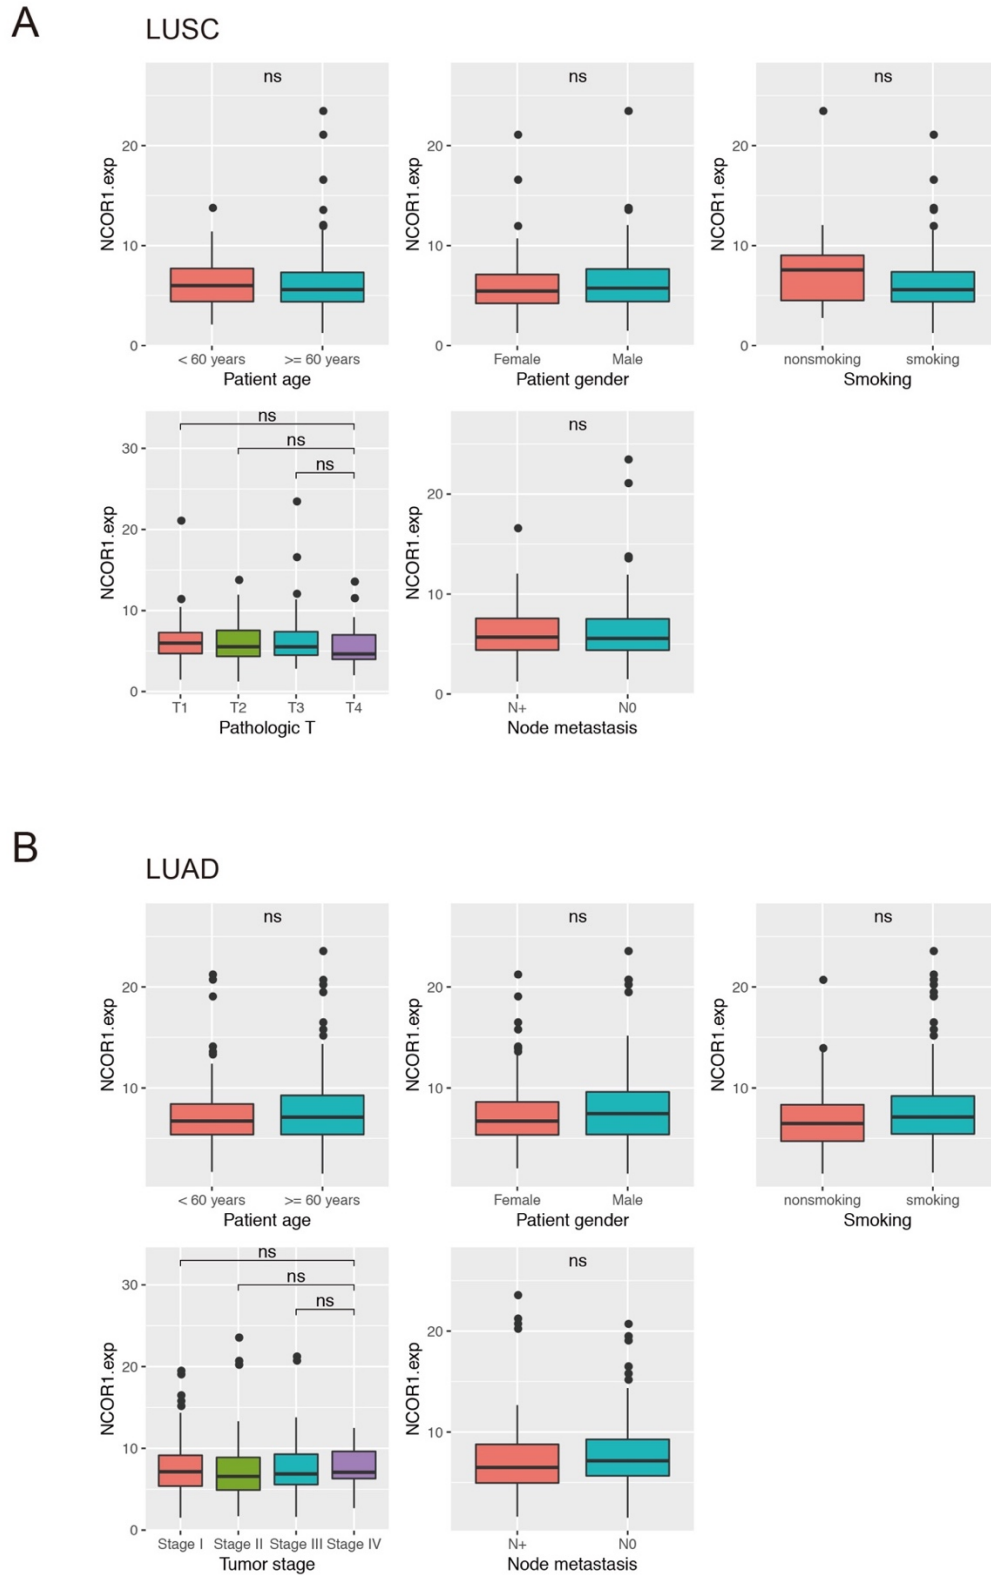 A
LUSC
ns
ns
ns
NCOR1.exp
20
10
0
< 60 years
>= 60 years
Patient age
NCOR1.exp
20
10
0
Female
Male
Patient gender
NCOR1.exp
20
10
0
nonsmoking
smoking
Smoking
ns
ns
ns
NCOR1.exp
30
20
10
0
T1
T2
T3
T4
Pathologic T
ns
NCOR1.exp
20
10
0
N+
N0
Node metastasis
B
LUAD
ns
ns
ns
NCOR1.exp
20
10
< 60 years
>= 60 years
Patient age
NCOR1.exp
20
10
Female
Male
Patient gender
NCOR1.exp
20
10
nonsmoking
smoking
Smoking
ns
ns
ns
NCOR1.exp
30
20
10
0
Stage I
Stage II
Stage III
Stage IV
Tumor stage
ns
NCOR1.exp
20
10
N+
N0
Node metastasis